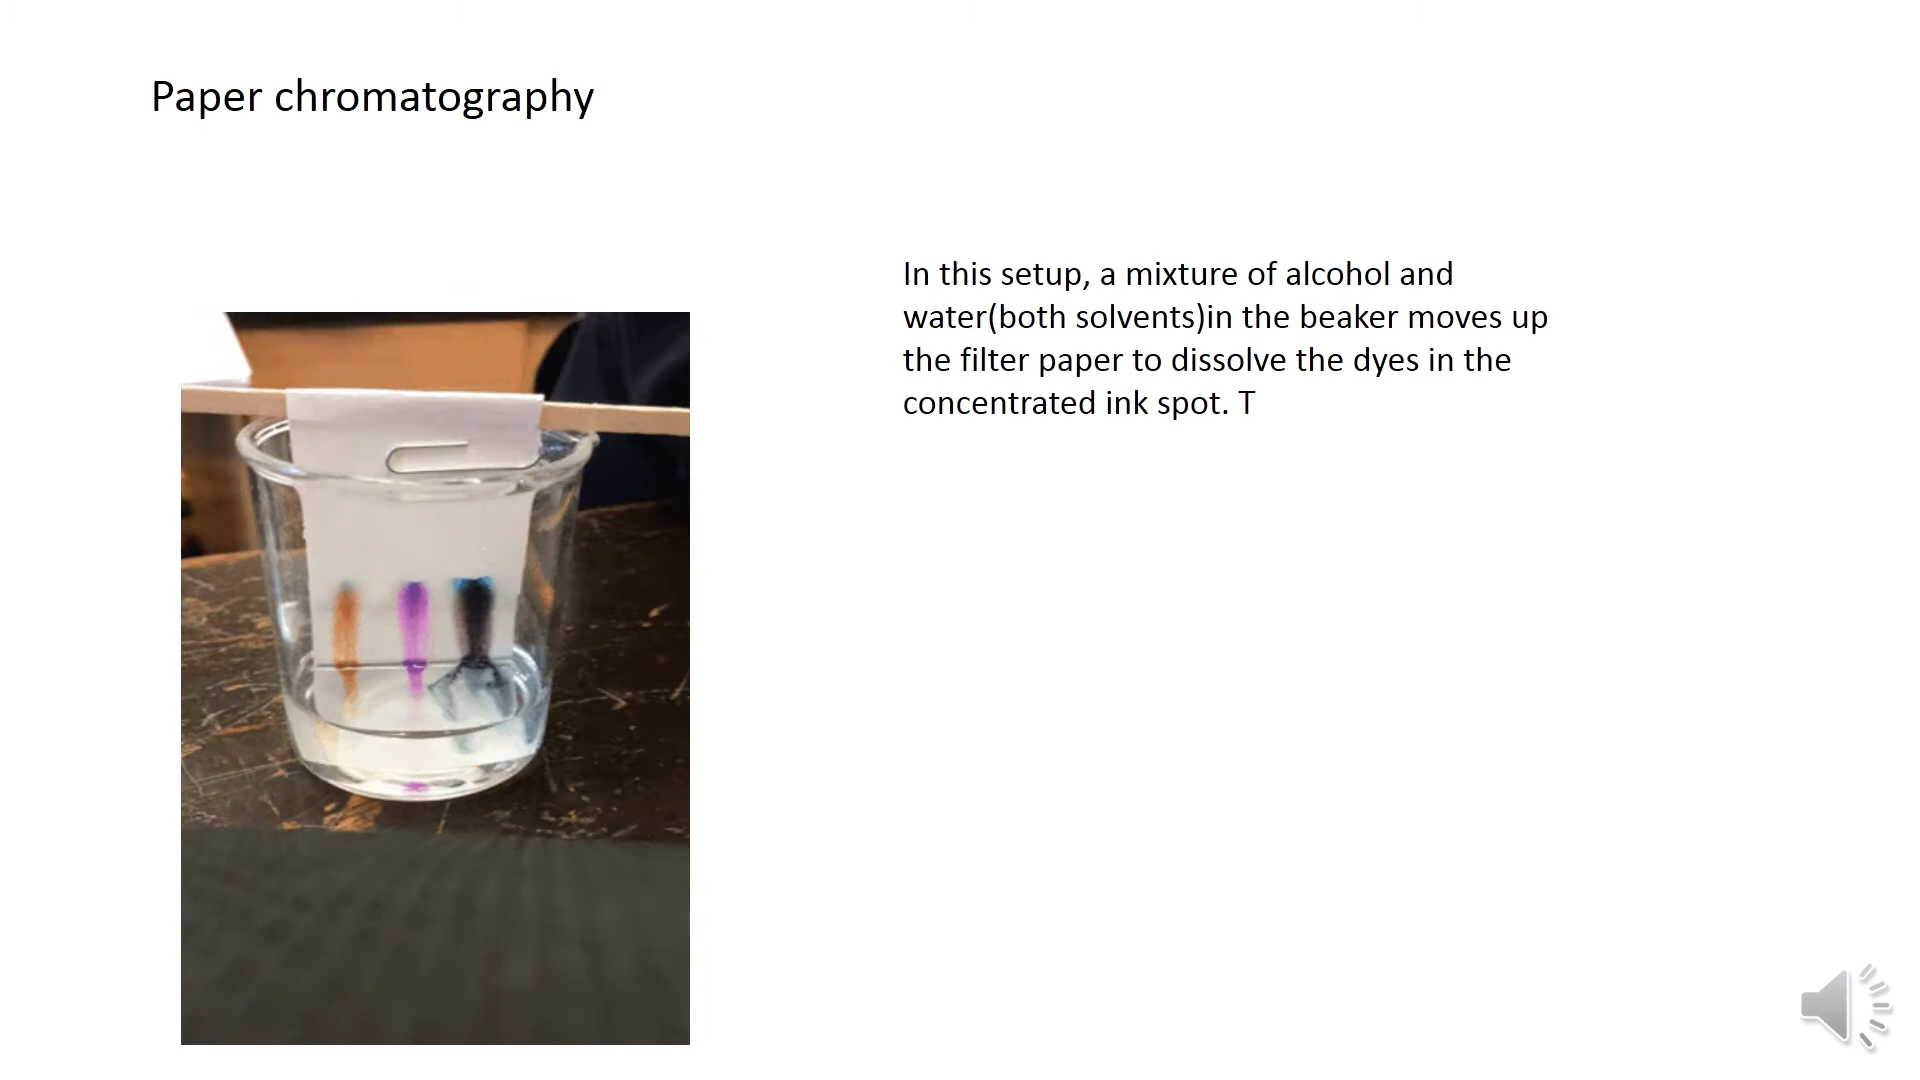 Paper chromatography
In this setup, a mixture of alcohol and
water(both solvents)in the beaker moves up
the filter paper to dissolve the dyes in the
concentrated ink spot. T